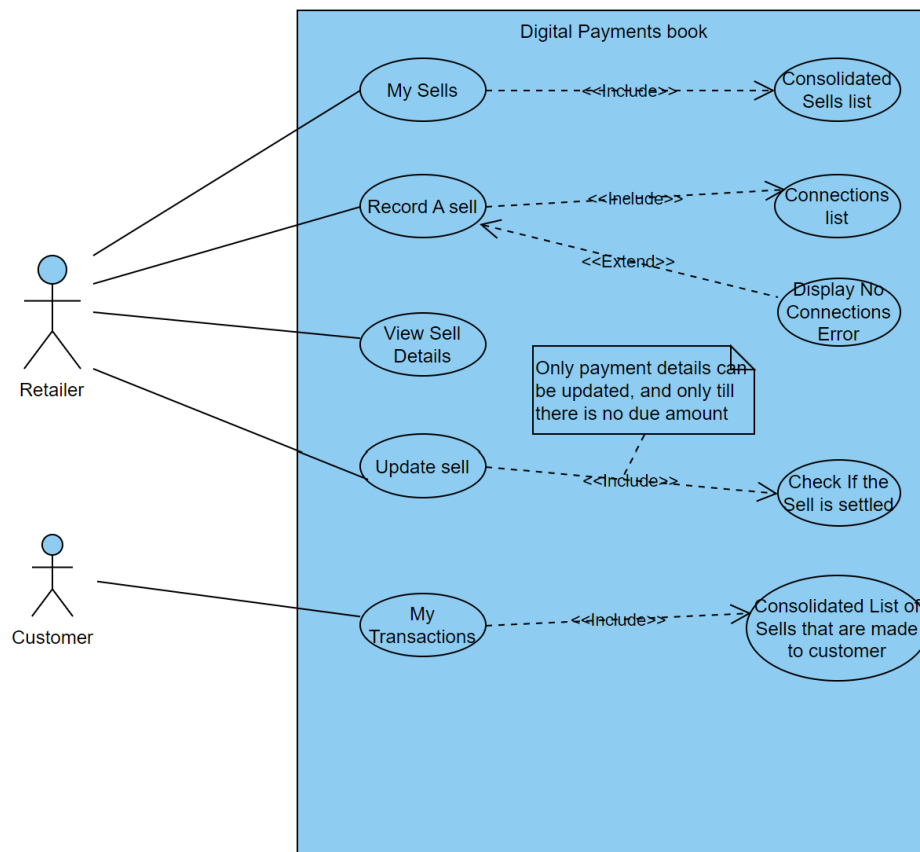 Digital Payments book
My Sells
<<Include>>
Consolidated
Sells list
Record A sell
<<Include>>
Connections
list
<<Extend>>
Display No
Connections
Error
View Sell
Details
Only payment details can
be updated, and only till
there is no due amount
Retailer
Update sell
<<Include>>
Check If the
Sell is settled
My
Transactions
<<Include>>
Consolidated List of
Sells that are made
to customer
Customer